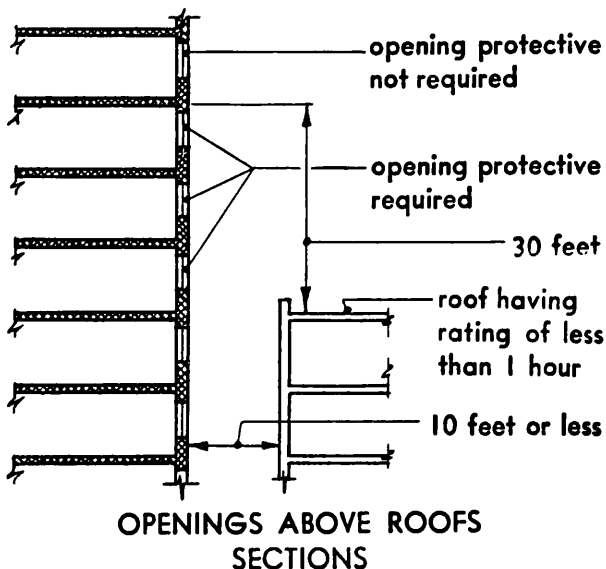 opening protective
not required
opening protective
required
30 feet
roof having
rating of less
than 1 hour
10 feet or less
OPENINGS ABOVE ROOFS
SECTIONS